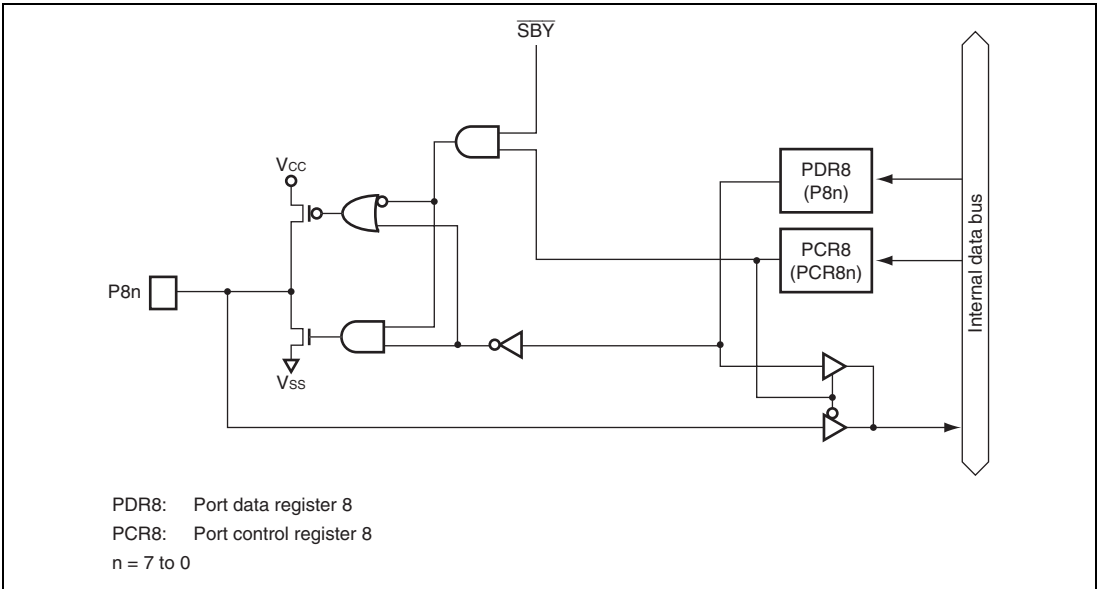 SBY
VCC
PDR8
(P8n)
PCR8
(PCR8n)
Internal data bus
P8n
VSS
PDR8: Port data register 8
PCR8: Port control register 8
n = 7 to 0